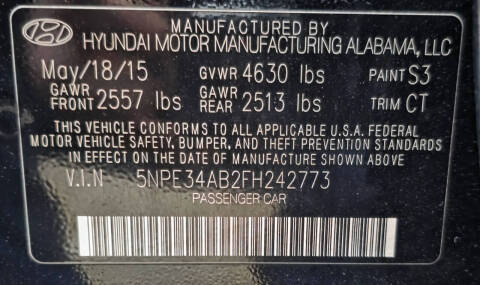 MANUFACTURED BY
HYUNDAI MOTOR MANUFACTURING ALABAMA, LLC
May/18/15 GVWR 4630 lbs PAINT S3
GAWR FRONT 2557 lbs GAWR REAR 2513 lbs TRIM CT
THIS VEHICLE CONFORMS TO ALL APPLICABLE U.S.A. FEDERAL
MOTOR VEHICLE SAFETY, BUMPER, AND THEFT PREVENTION STANDARDS
IN EFFECT ON THE DATE OF MANUFACTURE SHOWN ABOVE
V.I.N 5NPE34AB2FH242773
PASSENGER CAR